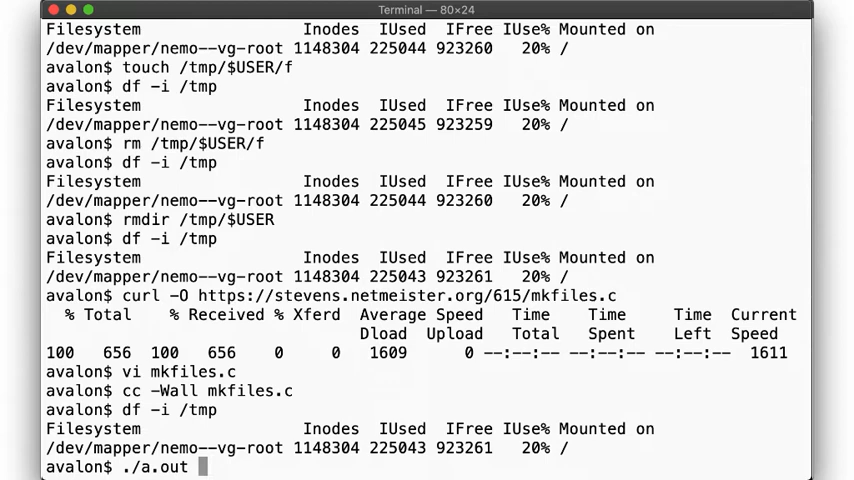 Terminal — 80×24
Filesystem Inodes IUsed IFree IUse% Mounted on
/dev/mapper/nemo--vg-root 1148304 225044 923260 20% /
avalon$ touch /tmp/$USER/f
avalon$ df -i /tmp
Filesystem Inodes IUsed IFree IUse% Mounted on
/dev/mapper/nemo--vg-root 1148304 225045 923259 20% /
avalon$ rm /tmp/$USER/f
avalon$ df -i /tmp
Filesystem Inodes IUsed IFree IUse% Mounted on
/dev/mapper/nemo--vg-root 1148304 225044 923260 20% /
avalon$ rmdir /tmp/$USER
avalon$ df -i /tmp
Filesystem Inodes IUsed IFree IUse% Mounted on
/dev/mapper/nemo--vg-root 1148304 225043 923261 20% /
avalon$ curl -O https://stevens.netmeister.org/615/mkfiles.c
% Total % Received % Xferd Average Speed Time Time Time Current
Dload Upload Total Spent Left Speed
100 656 100 656 0 0 1609 0 --:--:-- --:--:-- --:--:-- 1611
avalon$ vi mkfiles.c
avalon$ cc -Wall mkfiles.c
avalon$ df -i /tmp
Filesystem Inodes IUsed IFree IUse% Mounted on
/dev/mapper/nemo--vg-root 1148304 225043 923261 20% /
avalon$ ./a.out